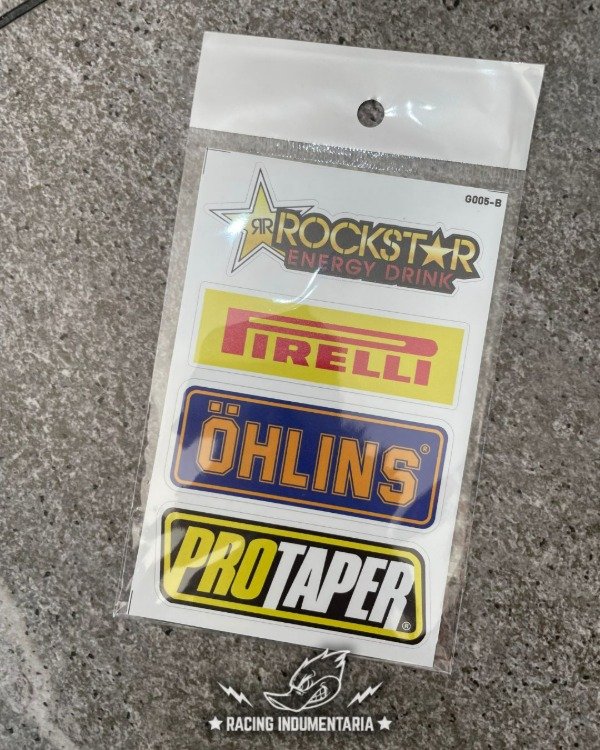 G005-B
RR
ROCKSTAR
ENERGY DRINK
PIRELLI
ÖHLINS®
PROTAPER®
RACING INDUMENTARIA